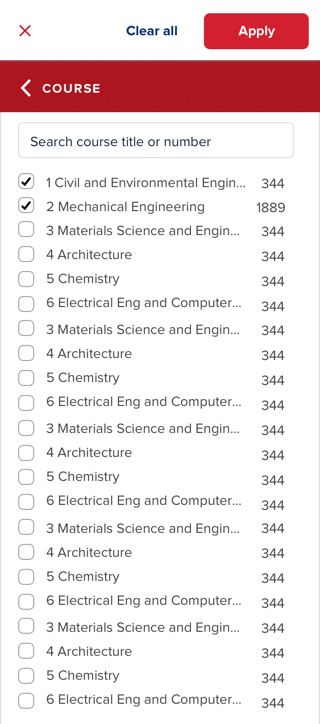 Clear all Apply
COURSE
Search course title or number
1 Civil and Environmental Engin... 344
2 Mechanical Engineering 1889
3 Materials Science and Engin... 344
4 Architecture 344
5 Chemistry 344
6 Electrical Eng and Computer... 344
3 Materials Science and Engin... 344
4 Architecture 344
5 Chemistry 344
6 Electrical Eng and Computer... 344
3 Materials Science and Engin... 344
4 Architecture 344
5 Chemistry 344
6 Electrical Eng and Computer... 344
3 Materials Science and Engin... 344
4 Architecture 344
5 Chemistry 344
6 Electrical Eng and Computer... 344
3 Materials Science and Engin... 344
4 Architecture 344
5 Chemistry 344
6 Electrical Eng and Computer... 344